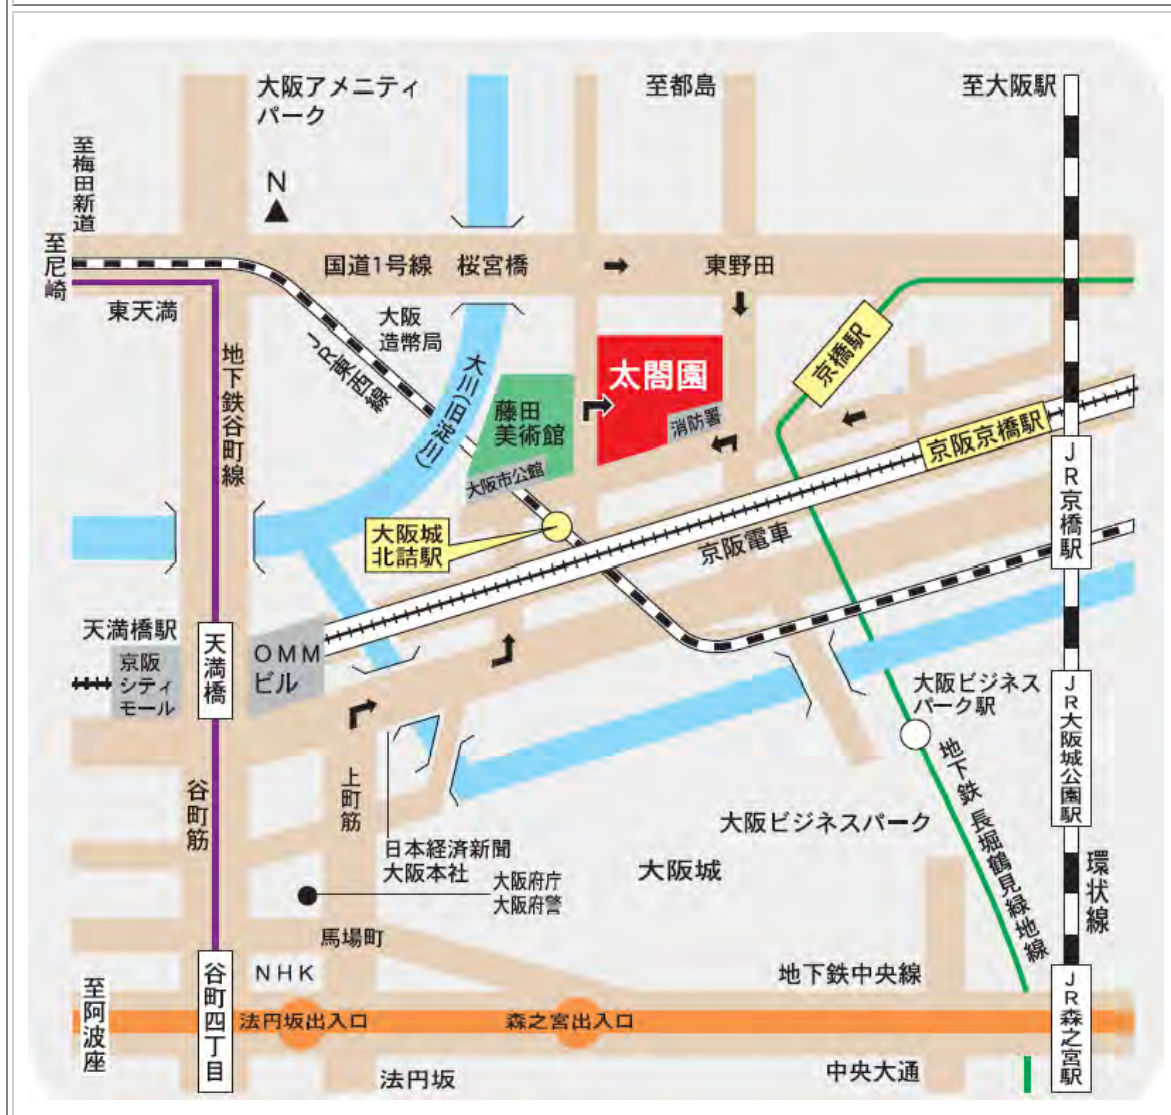 大阪アメニティ
パーク
至都島
至大阪駅
至梅田新道
N
至尼崎
国道1号線
桜宮橋
東野田
東天満
大阪
造幣局
JR東西線
地下鉄谷町線
大川(旧淀川)
藤田
美術館
太閤園
消防署
京橋駅
京阪京橋駅
大阪市公館
大阪城
北詰駅
京阪電車
JR京橋駅
天満橋駅
京阪
シティ
モール
天満橋
OMM
ビル
大阪ビジネス
パーク駅
JR大阪城公園駅
地下鉄 長堀鶴見緑地線
谷町筋
上町筋
大阪ビジネスパーク
日本経済新聞
大阪本社
大阪城
大阪府庁
大阪府警
環状線
馬場町
NHK
地下鉄中央線
至阿波座
谷町四丁目
法円坂出入口
森之宮出入口
JR森之宮駅
法円坂
中央大通